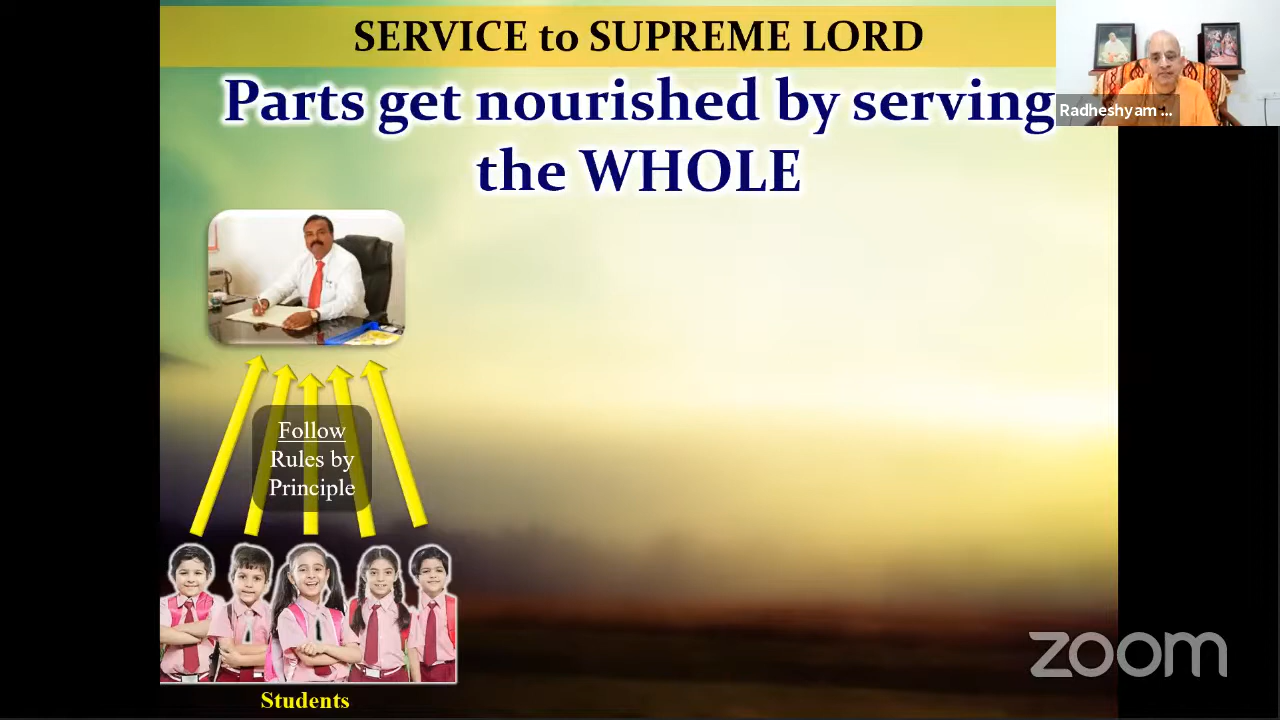 SERVICE to SUPREME LORD
Parts get nourished by serving
the WHOLE
Radheshyam ...
Follow
Rules by
Principle
Students
zoom